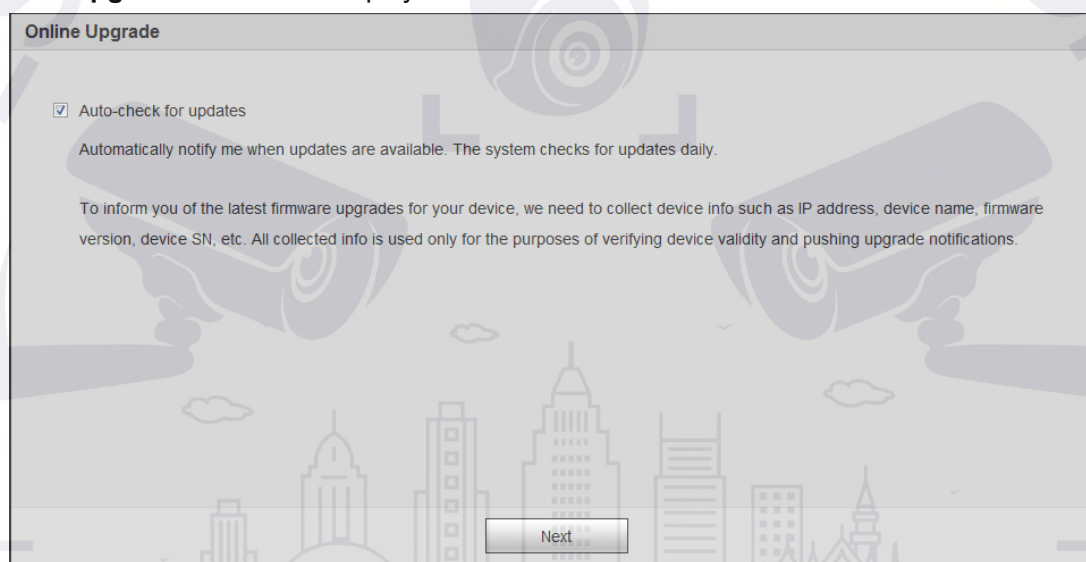 Online Upgrade
Auto-check for updates
Automatically notify me when updates are available. The system checks for updates daily.
To inform you of the latest firmware upgrades for your device, we need to collect device info such as IP address, device name, firmware
version, device SN, etc. All collected info is used only for the purposes of verifying device validity and pushing upgrade notifications.
Next